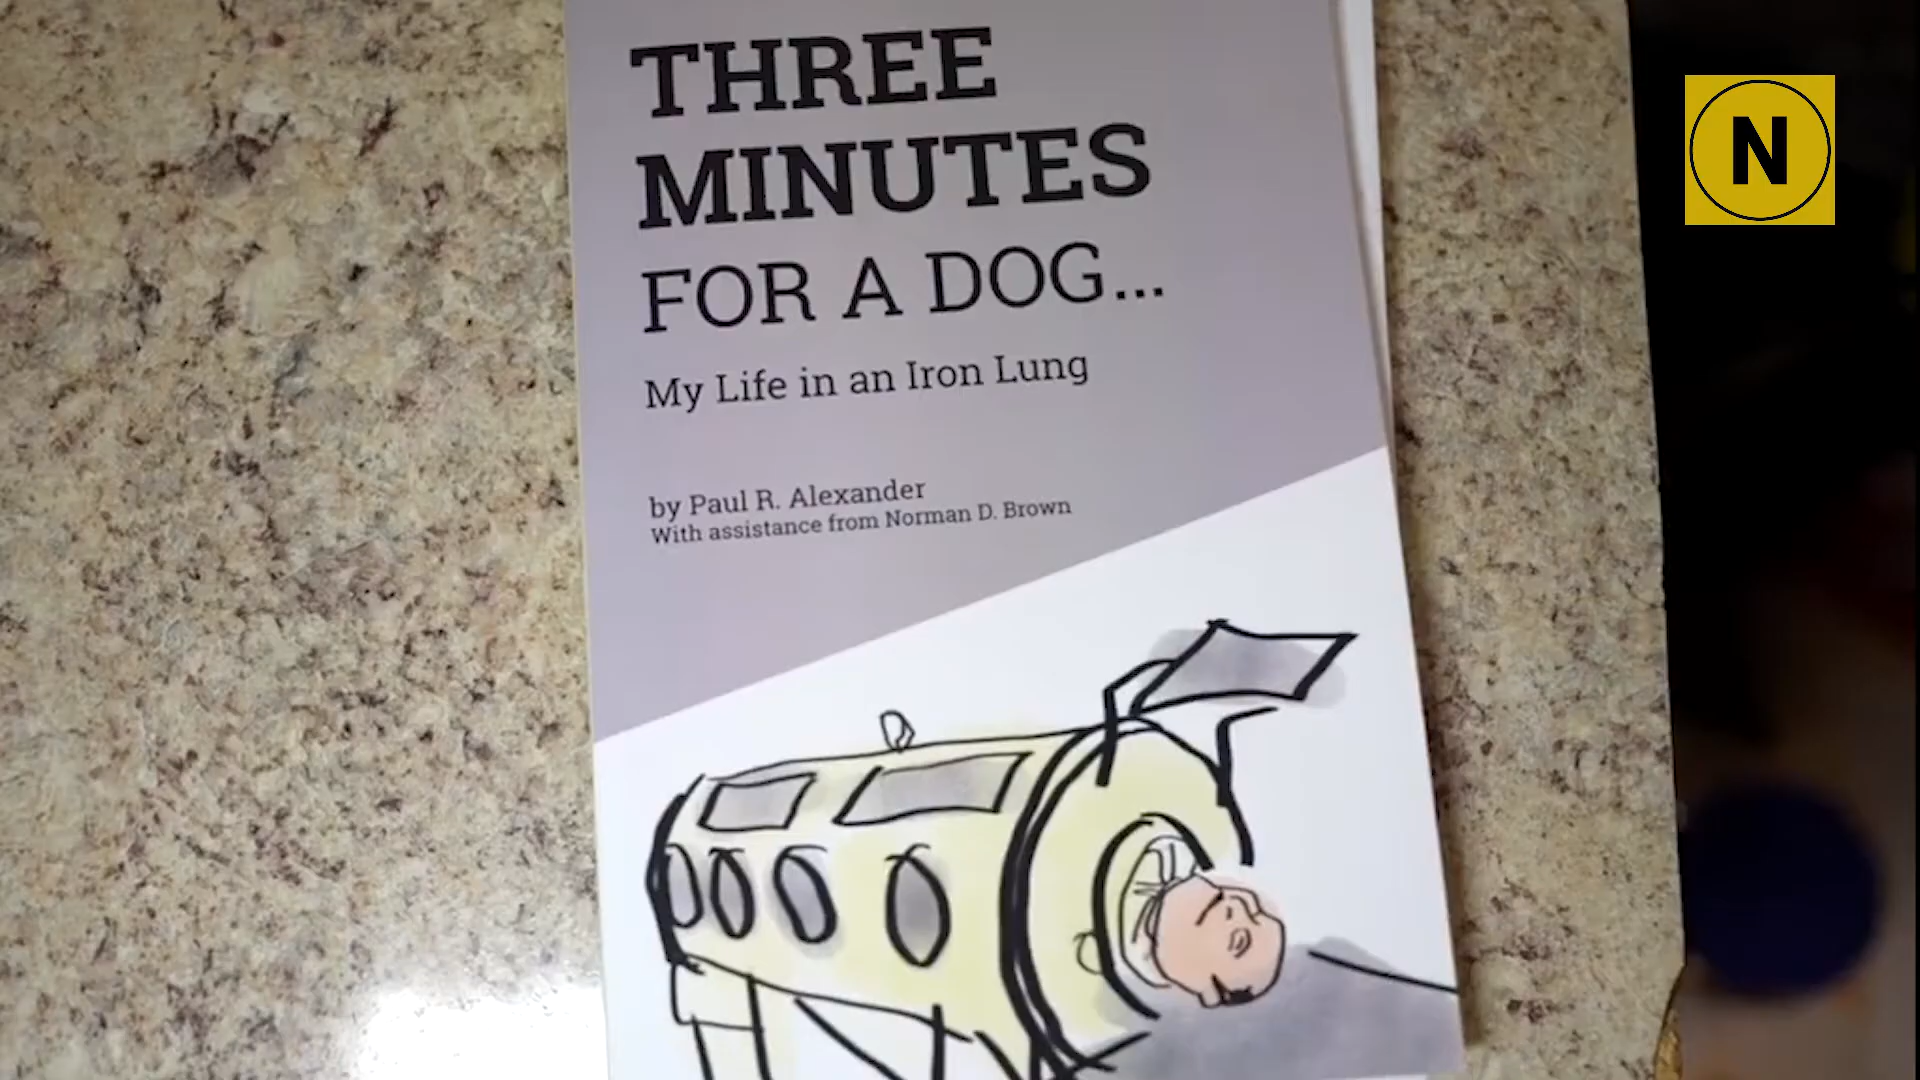 THREE
MINUTES
FOR A DOG...
My Life in an Iron Lung
by Paul R. Alexander
With assistance from Norman D. Brown
N